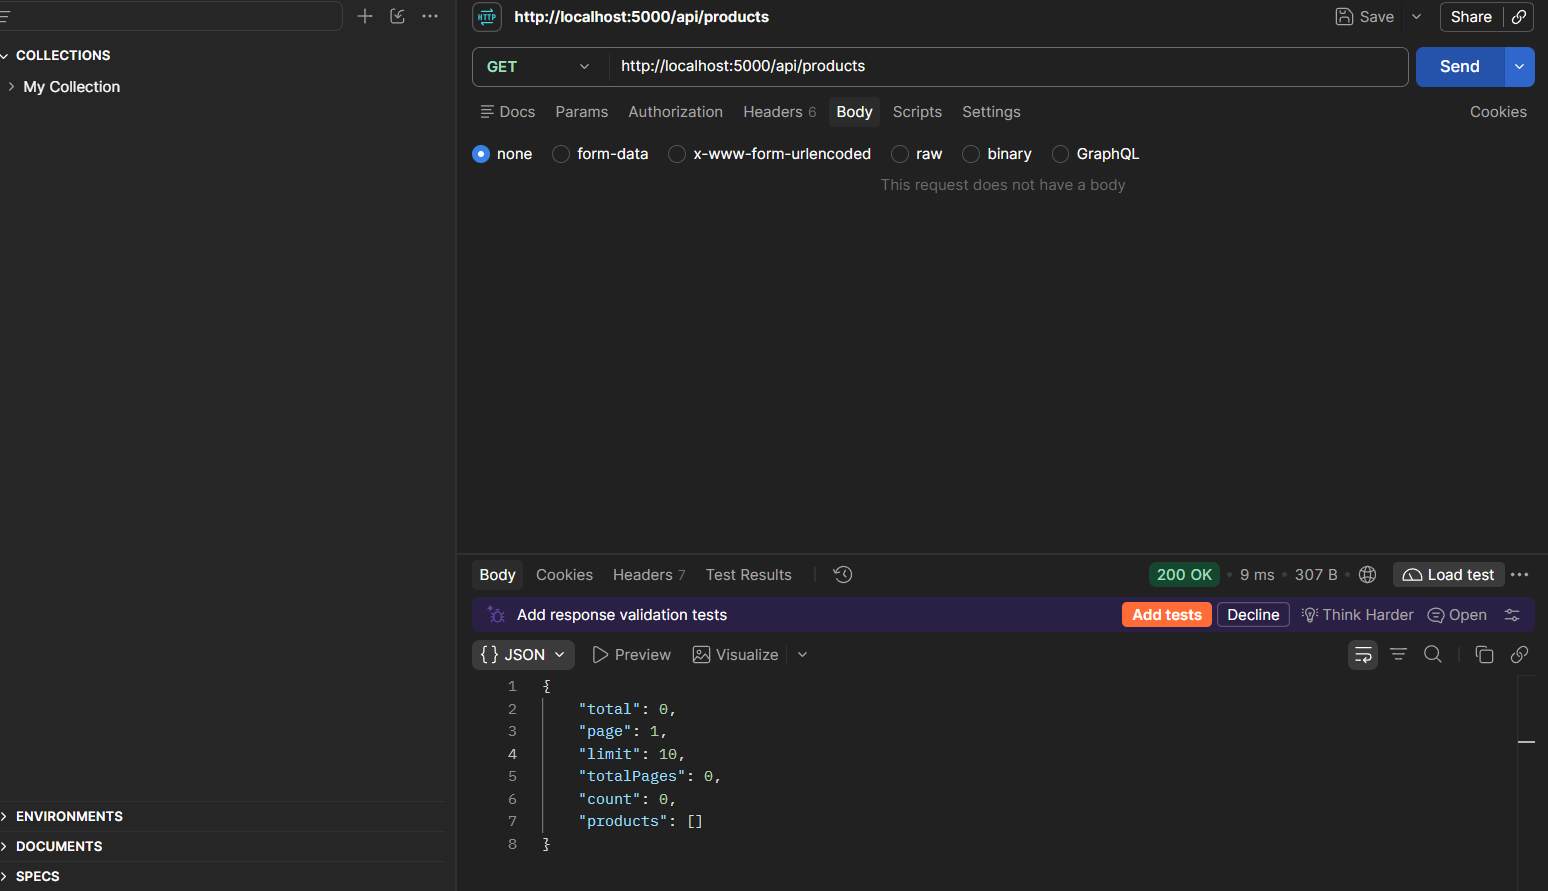 HTTP http://localhost:5000/api/products Save Share
COLLECTIONS
My Collection
GET http://localhost:5000/api/products Send
Docs Params Authorization Headers 6 Body Scripts Settings Cookies
none form-data x-www-form-urlencoded raw binary GraphQL
This request does not have a body
Body Cookies Headers 7 Test Results 200 OK 9 ms 307 B Load test
Add response validation tests Add tests Decline Think Harder Open
{} JSON Preview Visualize
1 {
2 "total": 0,
3 "page": 1,
4 "limit": 10,
5 "totalPages": 0,
6 "count": 0,
7 "products": []
8 }
ENVIRONMENTS
DOCUMENTS
SPECS